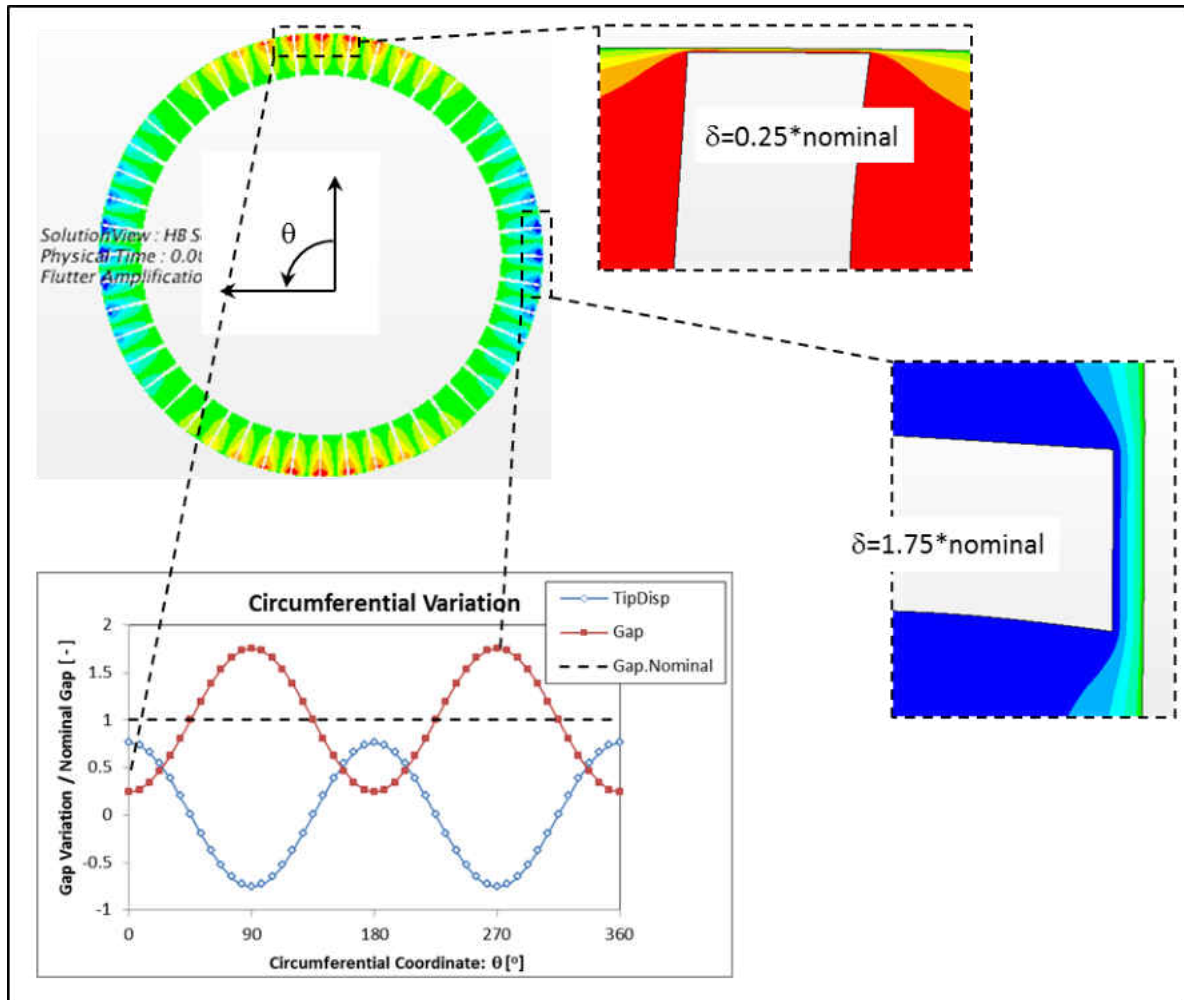 δ=0.25*nominal
θ
SolutionView : HB S
Physical Time : 0.0
Flutter Amplificatio
δ=1.75*nominal
Circumferential Variation
TipDisp
Gap
Gap.Nominal
Gap Variation / Nominal Gap [ - ]
2
1.5
1
0.5
0
-0.5
-1
0 90 180 270 360
Circumferential Coordinate: θ [°]